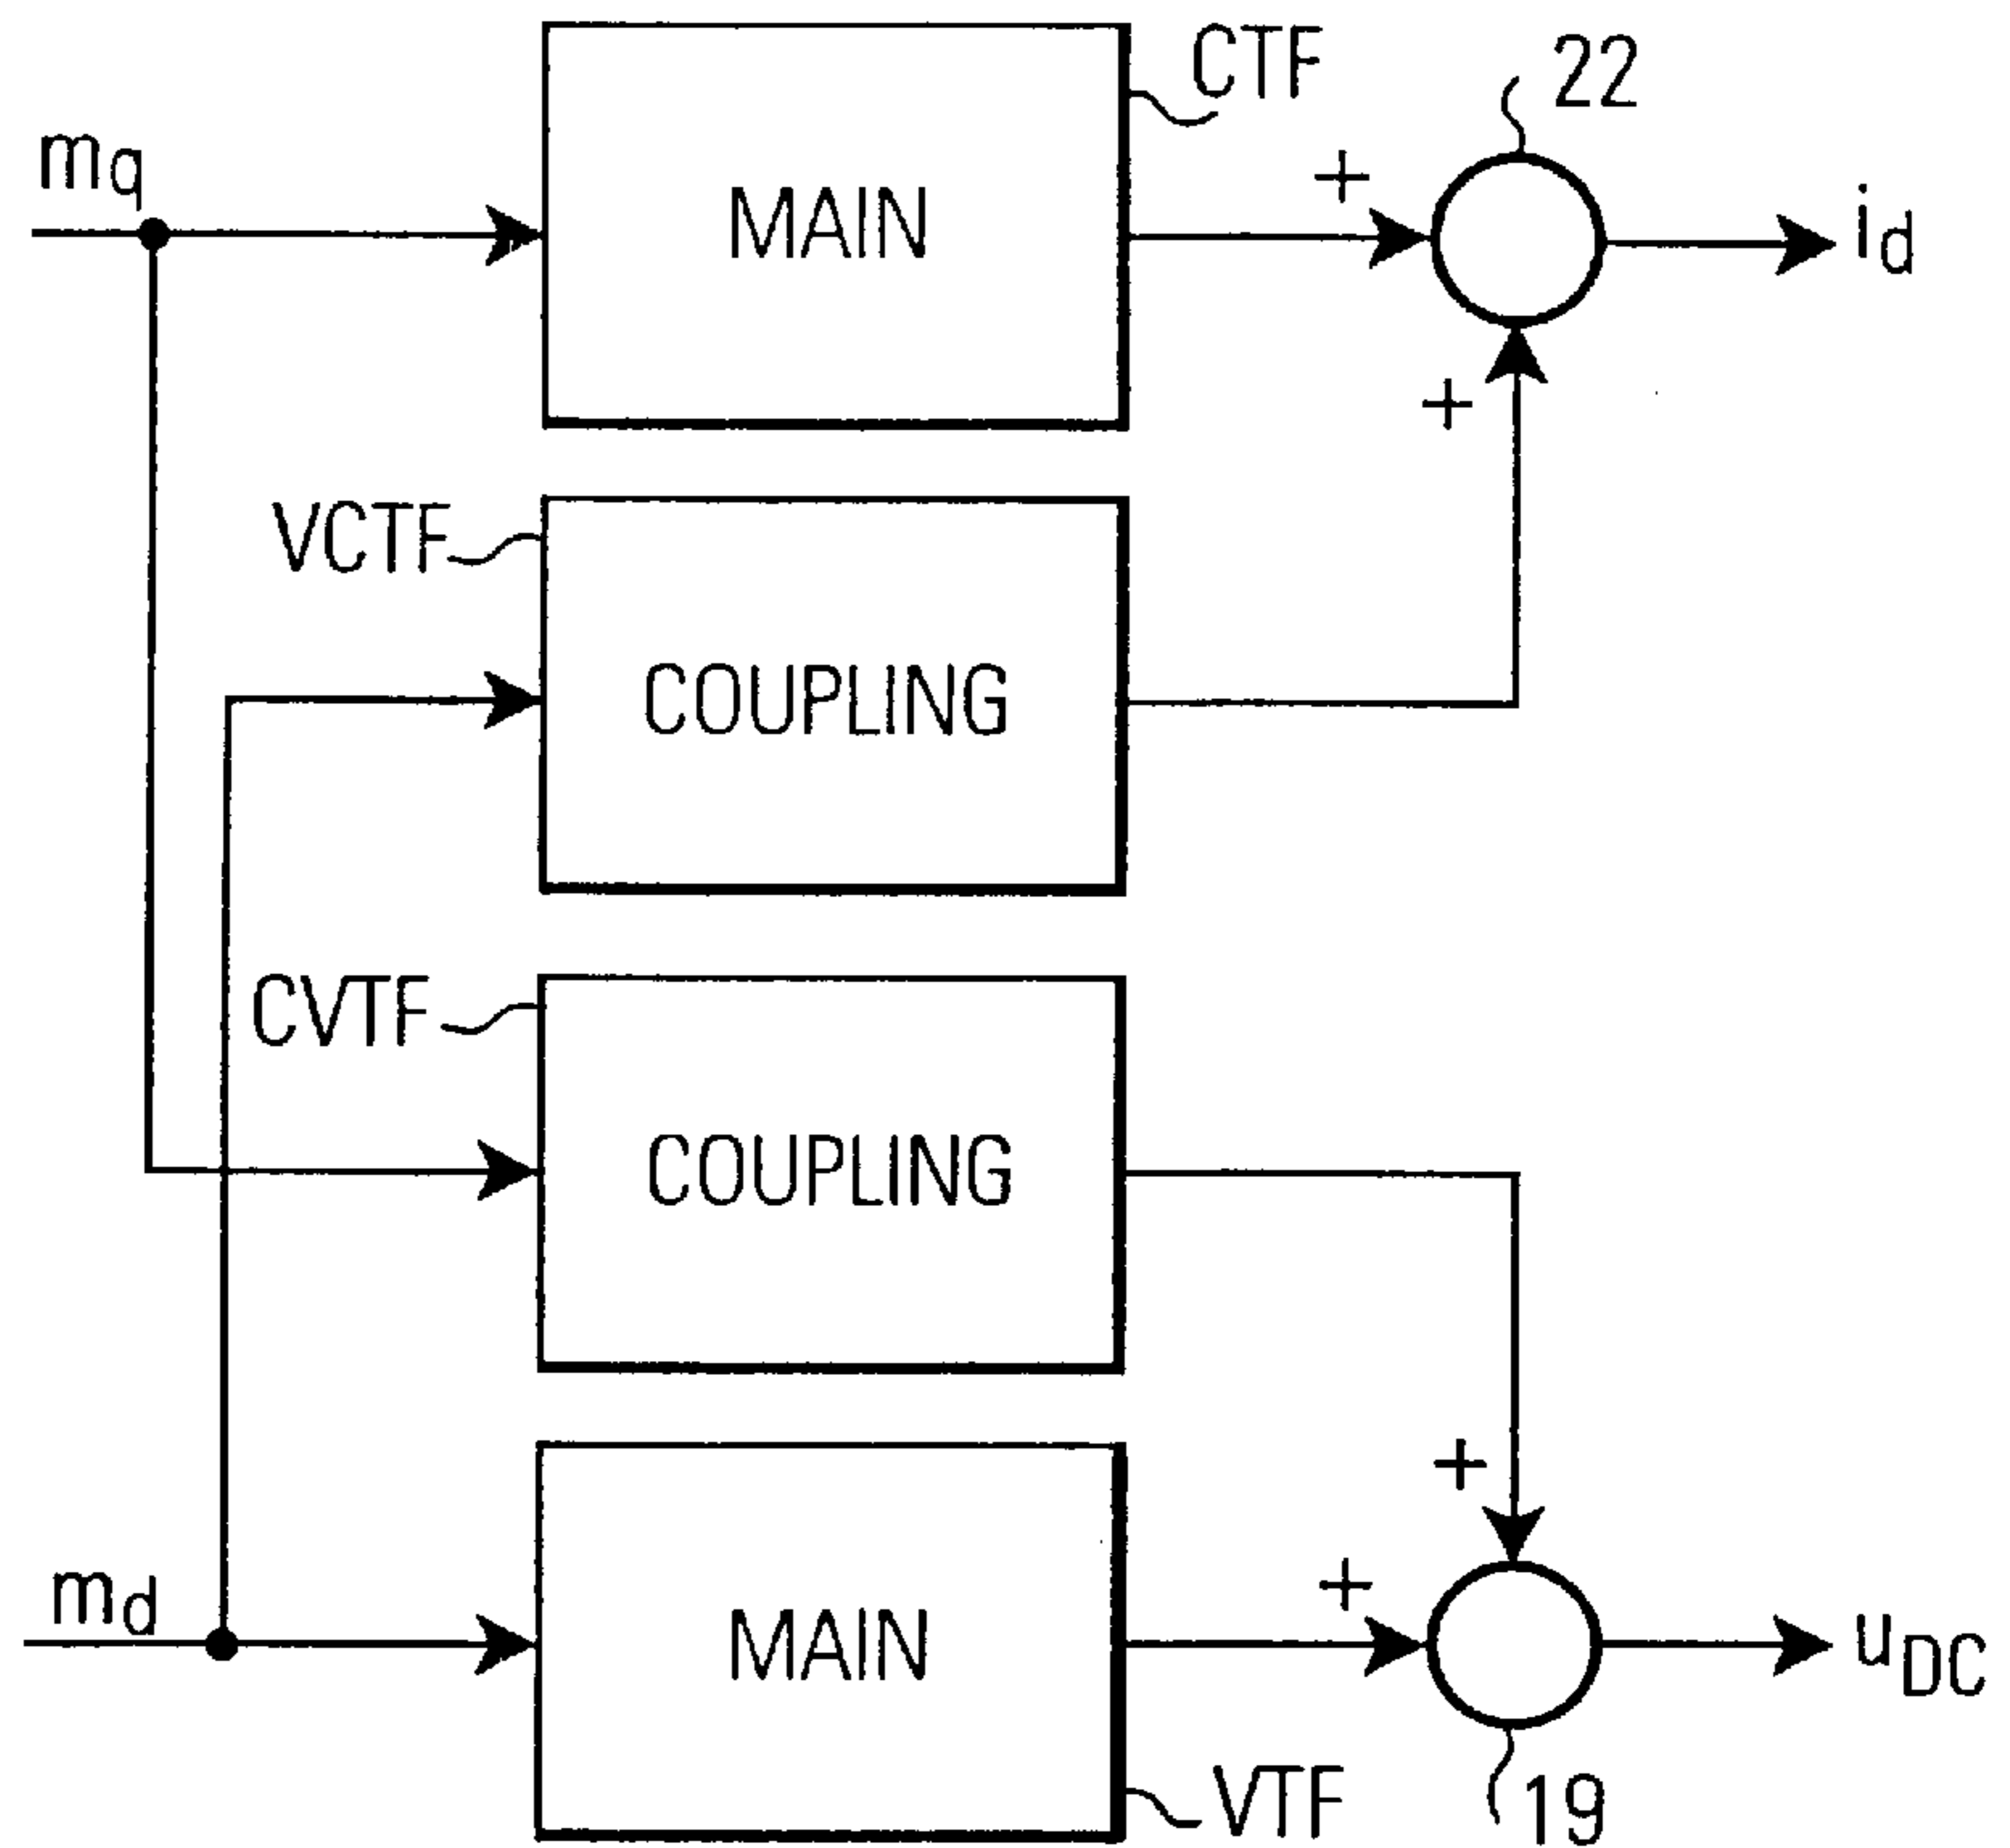 CTF
22
mq
MAIN
+
id
+
VCTF
COUPLING
CVTF
COUPLING
+
md
MAIN
+
uDC
VTF
19